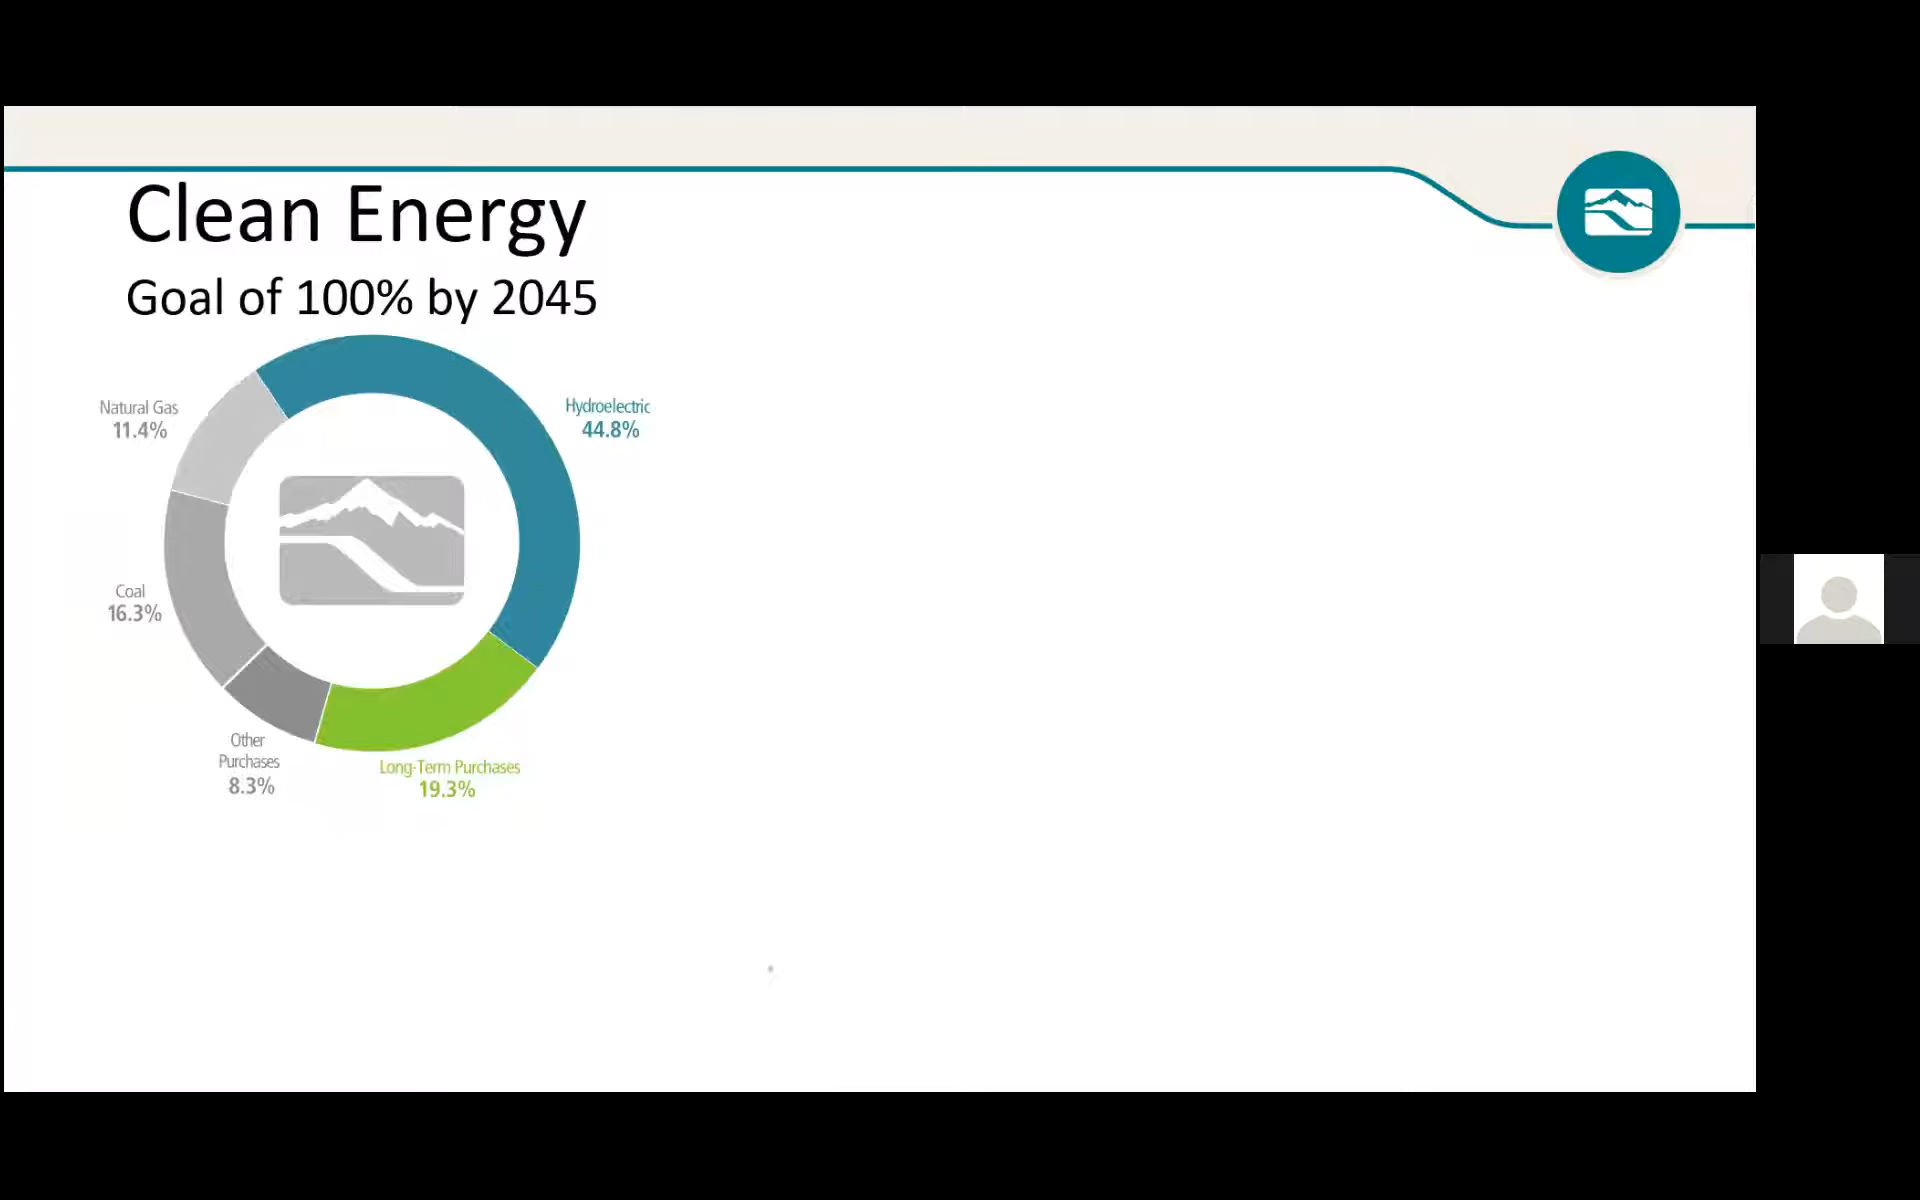 Clean Energy
Goal of 100% by 2045
Natural Gas
11.4%
Hydroelectric
44.8%
Coal
16.3%
Other
Purchases
8.3%
Long-Term Purchases
19.3%